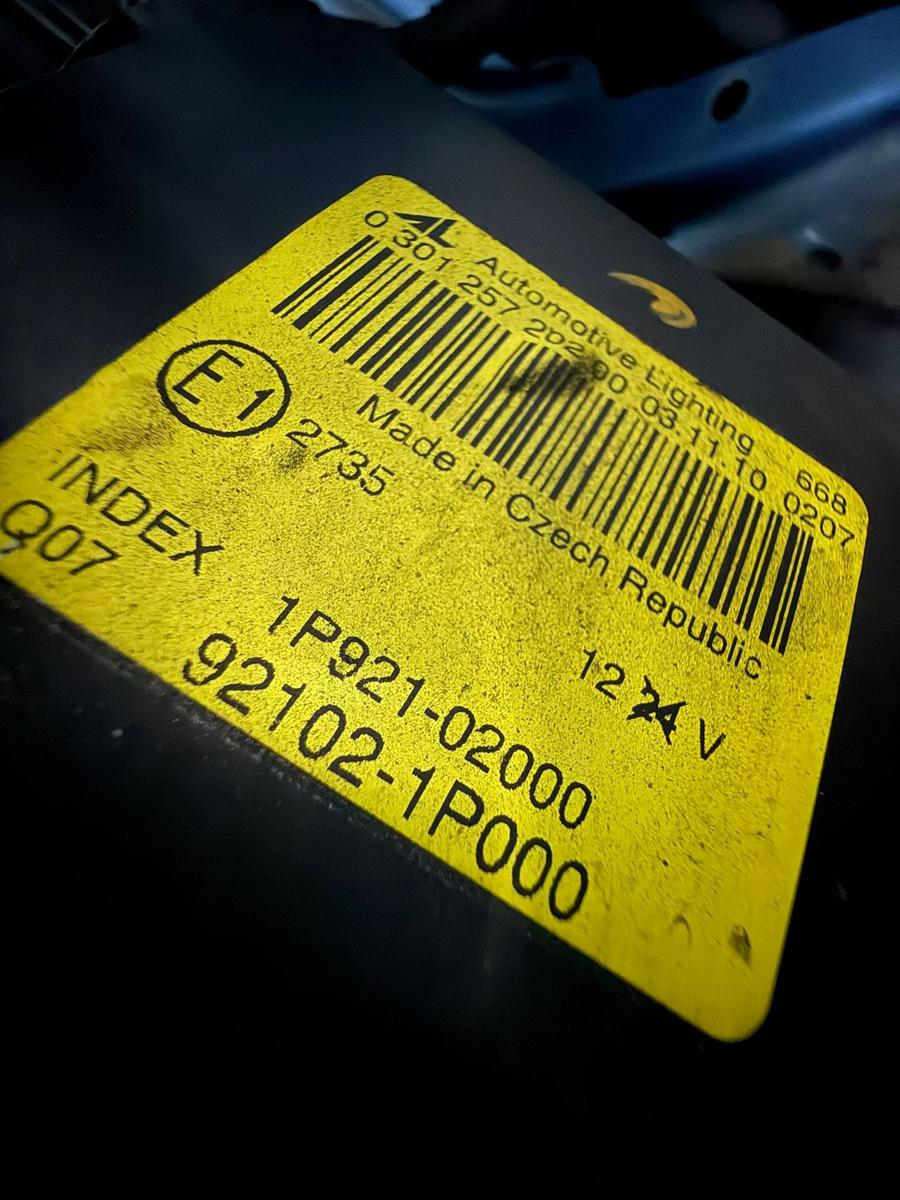 AL Automotive Lighting 668
0 301 257 202 90 03.11.10 0207
Made in Czech Republic
E1 2735
12 24 V
INDEX
Q07
1P921-02000
92102-1P000